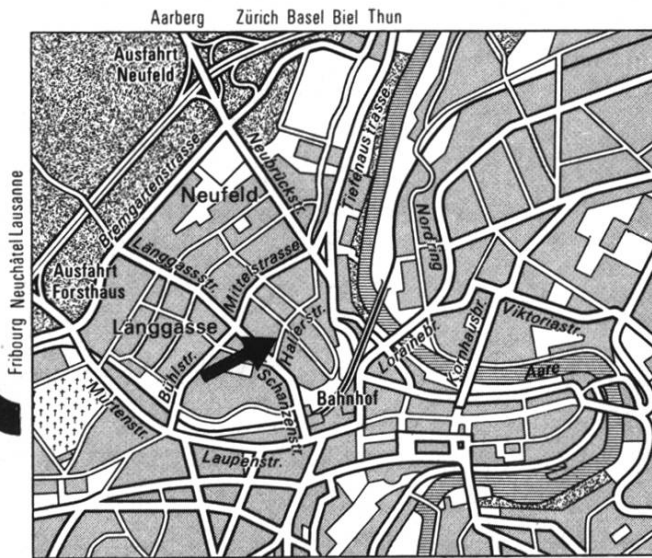 Aarberg Zürich Basel Biel Thun
Ausfahrt
Neufeld
Fribourg Neuchâtel Lausanne
Bremgartenstrasse
Neufeld
Neubrückstr.
Tiefenaustrasse
Nordring
Länggassstr.
Mittelstrasse
Ausfahrt
Forsthaus
Länggasse
Hallerstr.
Bühlstr.
Schanzenstr.
Murtenstr.
Laupenstr.
Bahnhof
Lorainebr.
Kornhausbr.
Viktoriastr.
Aare